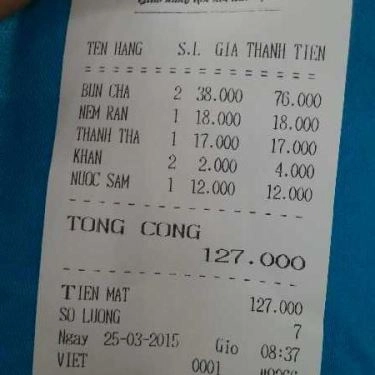 TEN HANG S.L GIA THANH TIEN
= = = = = = = = = = = = = = = =
BUN CHA 2 38.000 76.000
NEM RAN 1 18.000 18.000
THANH THA 1 17.000 17.000
KHAN 2 2.000 4.000
NUOC SAM 1 12.000 12.000
- - - - - - - - - - - - - - - -
TONG CONG
127.000
- - - - - - - - - - - - - - - -
TIEN MAT 127.000
SO LUONG 7
Ngay 25-03-2015 Gio 08:37
VIET 0001